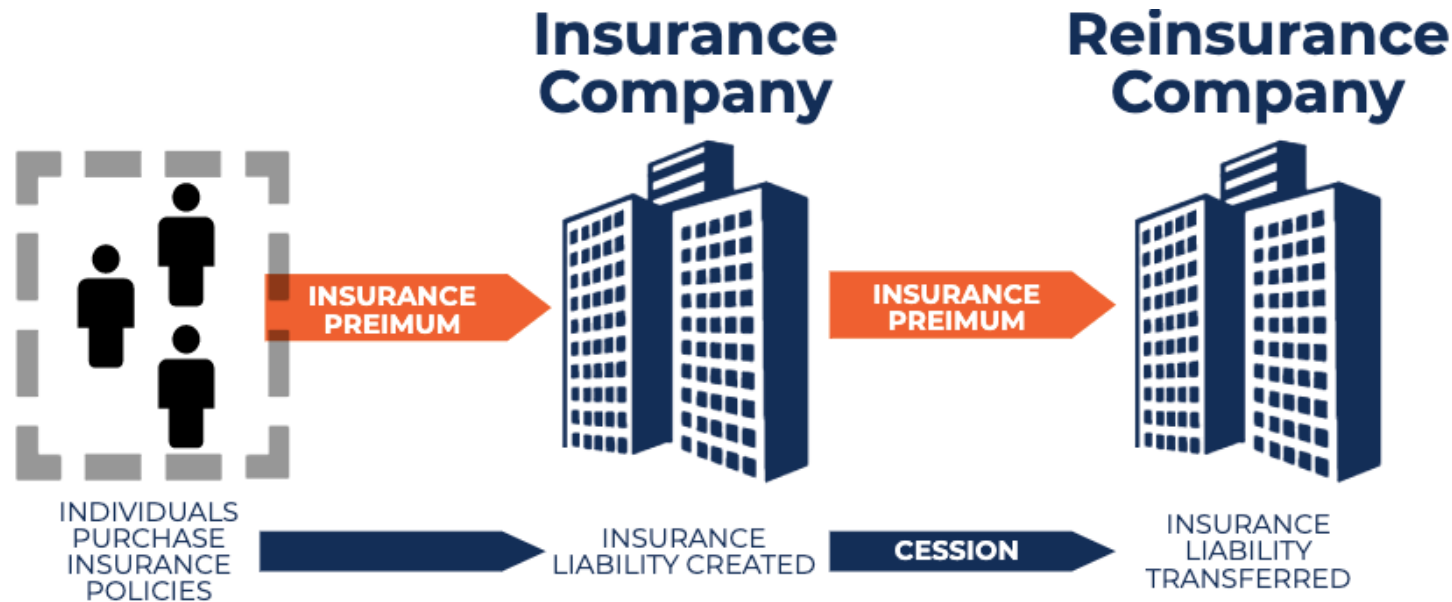 Insurance
Company
Reinsurance
Company
INSURANCE
PREIMUM
INSURANCE
PREIMUM
INDIVIDUALS
PURCHASE
INSURANCE
POLICIES
INSURANCE
LIABILITY CREATED
CESSION
INSURANCE
LIABILITY
TRANSFERRED